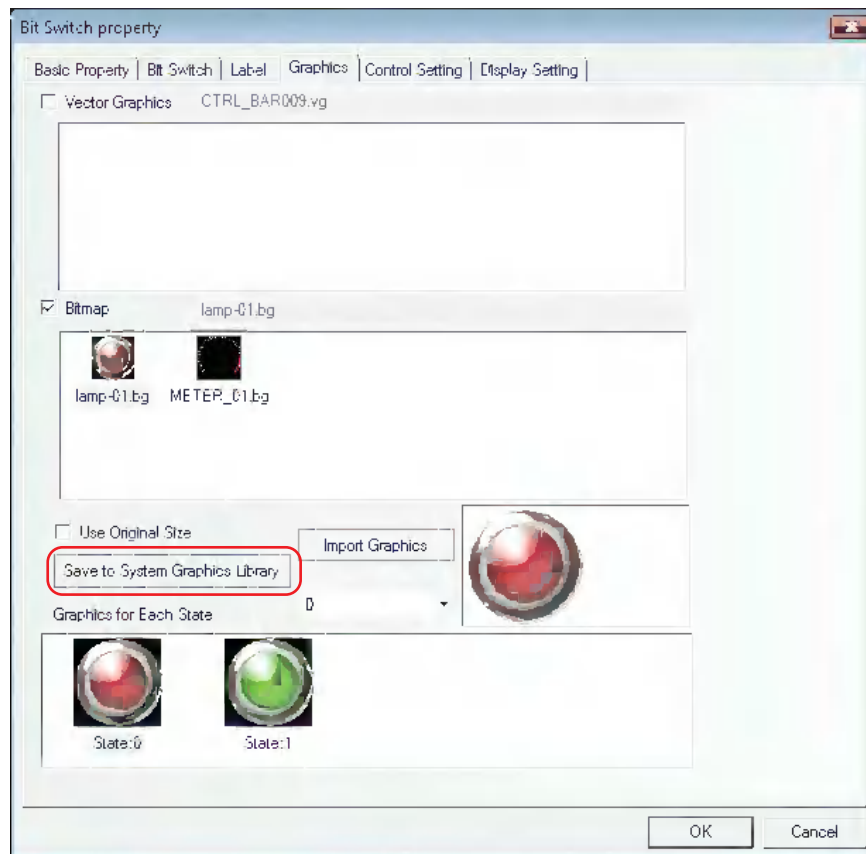 Bit Switch property
Basic Property Bit Switch Label Graphics Control Setting Display Setting
Vector Graphics CTRL_BAR009.vg
Bitmap lamp-01.bg
lamp-01.bg METER_01.bg
Use Original Size
Import Graphics
Save to System Graphics Library
0
Graphics for Each State
State:0 State:1
OK Cancel